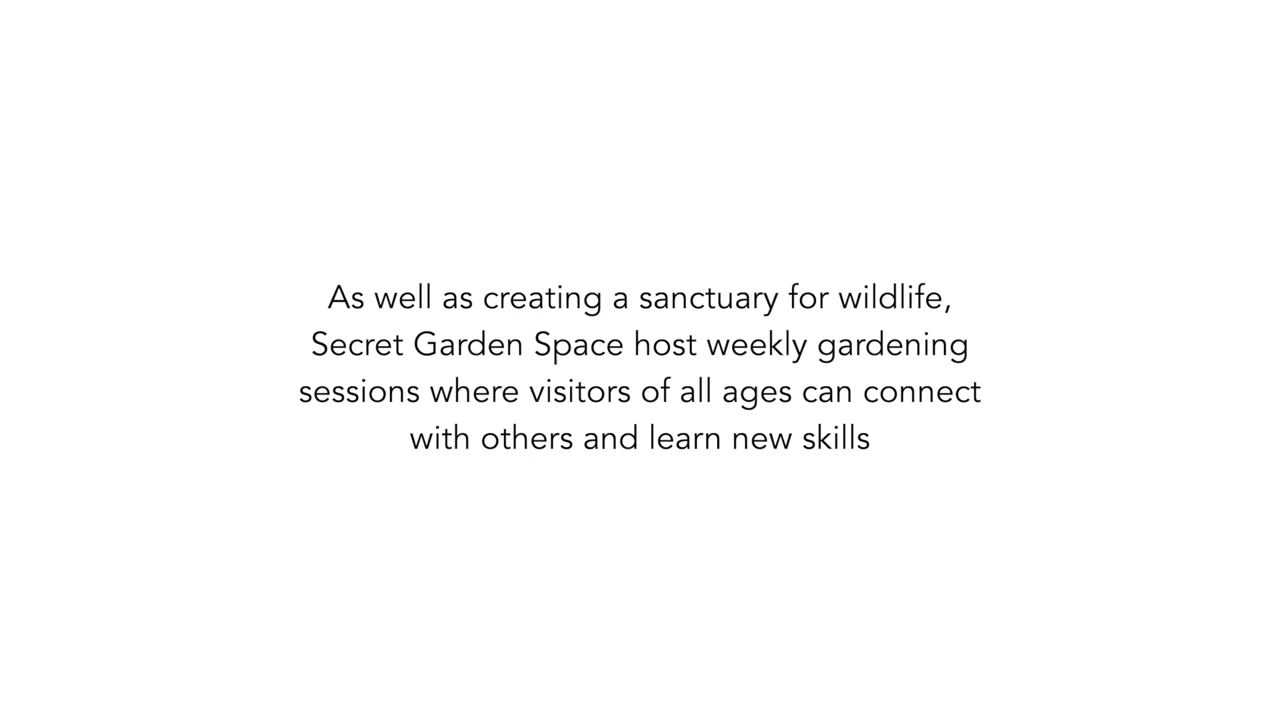 As well as creating a sanctuary for wildlife,
Secret Garden Space host weekly gardening
sessions where visitors of all ages can connect
with others and learn new skills